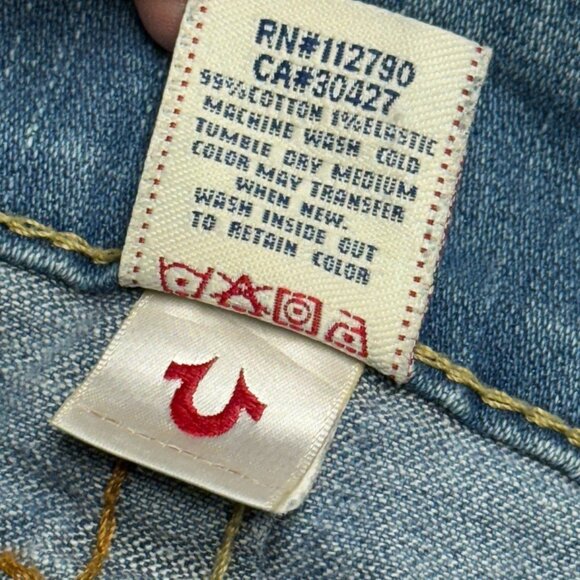 RN#112790
CA#30427
99%COTTON 1%ELASTIC
MACHINE WASH COLD
TUMBLE DRY MEDIUM
COLOR MAY TRANSFER
WHEN NEW.
WASH INSIDE OUT
TO RETAIN COLOR